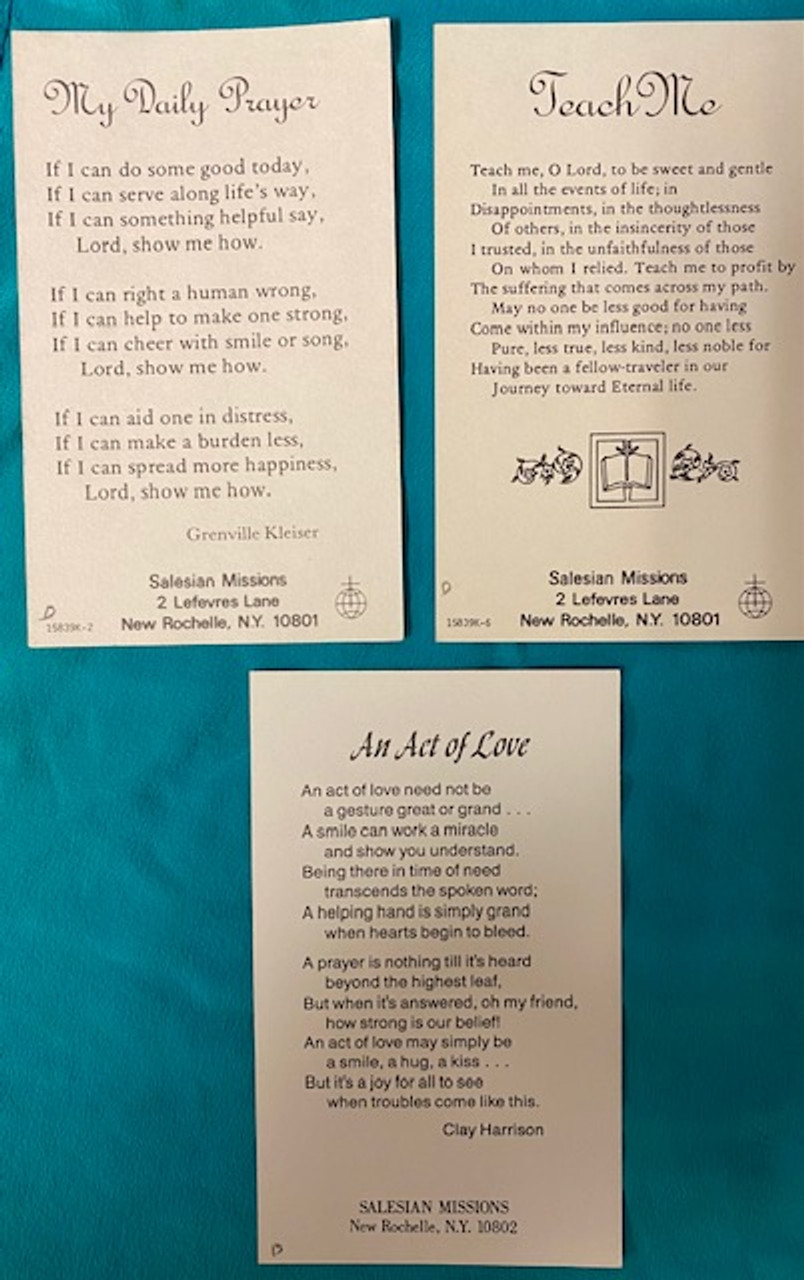 My Daily Prayer
If I can do some good today,
If I can serve along life's way,
If I can something helpful say,
Lord, show me how.
If I can right a human wrong,
If I can help to make one strong,
If I can cheer with smile or song,
Lord, show me how.
If I can aid one in distress,
If I can make a burden less,
If I can spread more happiness,
Lord, show me how.
Grenville Kleiser
Salesian Missions
2 Lefevres Lane
New Rochelle, N.Y. 10801
D
15839K-2
Teach Me
Teach me, O Lord, to be sweet and gentle
In all the events of life; in
Disappointments, in the thoughtlessness
Of others, in the insincerity of those
I trusted, in the unfaithfulness of those
On whom I relied. Teach me to profit by
The suffering that comes across my path.
May no one be less good for having
Come within my influence; no one less
Pure, less true, less kind, less noble for
Having been a fellow-traveler in our
Journey toward Eternal life.
Salesian Missions
2 Lefevres Lane
New Rochelle, N.Y. 10801
D
15839K-6
An Act of Love
An act of love need not be
a gesture great or grand . . .
A smile can work a miracle
and show you understand.
Being there in time of need
transcends the spoken word;
A helping hand is simply grand
when hearts begin to bleed.
A prayer is nothing till it's heard
beyond the highest leaf,
But when it's answered, oh my friend,
how strong is our belief!
An act of love may simply be
a smile, a hug, a kiss . . .
But it's a joy for all to see
when troubles come like this.
Clay Harrison
SALESIAN MISSIONS
New Rochelle, N.Y. 10802
D